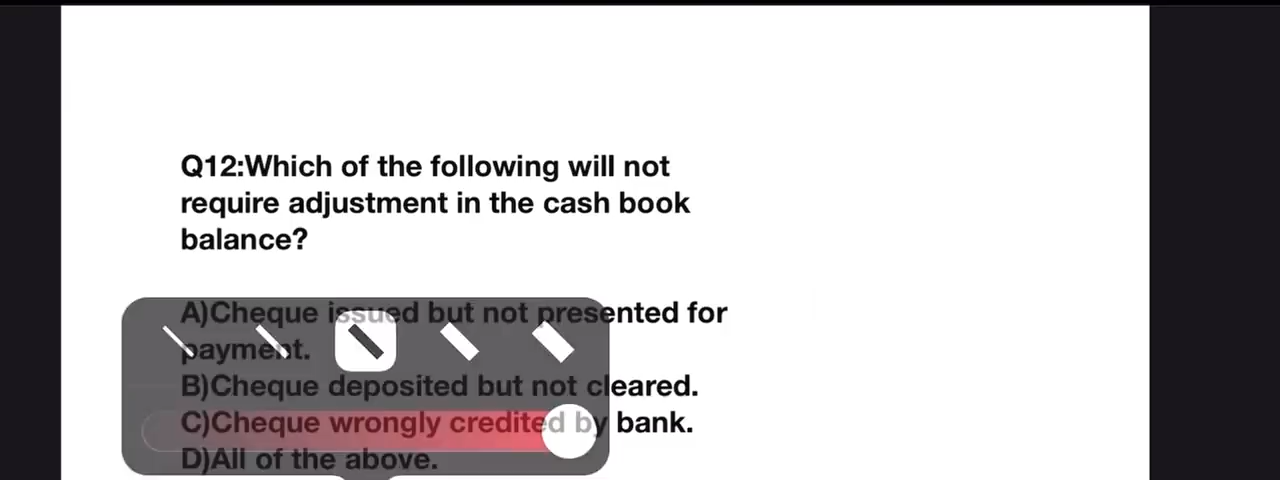 Q12:Which of the following will not
require adjustment in the cash book
balance?
A)Cheque issued but not presented for
payment.
B)Cheque deposited but not cleared.
C)Cheque wrongly credited by bank.
D)All of the above.